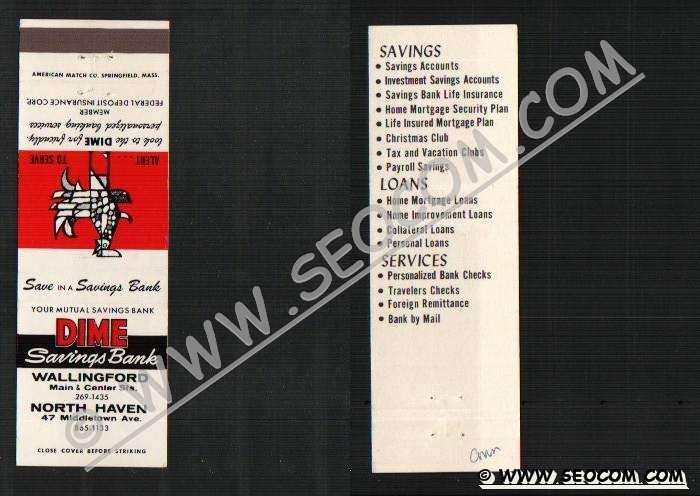 AMERICAN MATCH CO. SPRINGFIELD, MASS.
FEDERAL DEPOSIT INSURANCE CORP.
MEMBER
personalized banking services
look to the DIME for friendly,
ALERT . . . . TO SERVE
Save IN A Savings Bank
YOUR MUTUAL SAVINGS BANK
DIME
Savings Bank
WALLINGFORD
Main & Center Sts.
269-1435
NORTH HAVEN
47 Middletown Ave.
865-1133
CLOSE COVER BEFORE STRIKING
SAVINGS
• Savings Accounts
• Investment Savings Accounts
• Savings Bank Life Insurance
• Home Mortgage Security Plan
• Life Insured Mortgage Plan
• Christmas Club
• Tax and Vacation Clubs
• Payroll Savings
LOANS
• Home Mortgage Loans
• Home Improvement Loans
• Collateral Loans
• Personal Loans
SERVICES
• Personalized Bank Checks
• Travelers Checks
• Foreign Remittance
• Bank by Mail
Conn
© WWW.SEOCOM.COM
© WWW.SEOCOM.COM